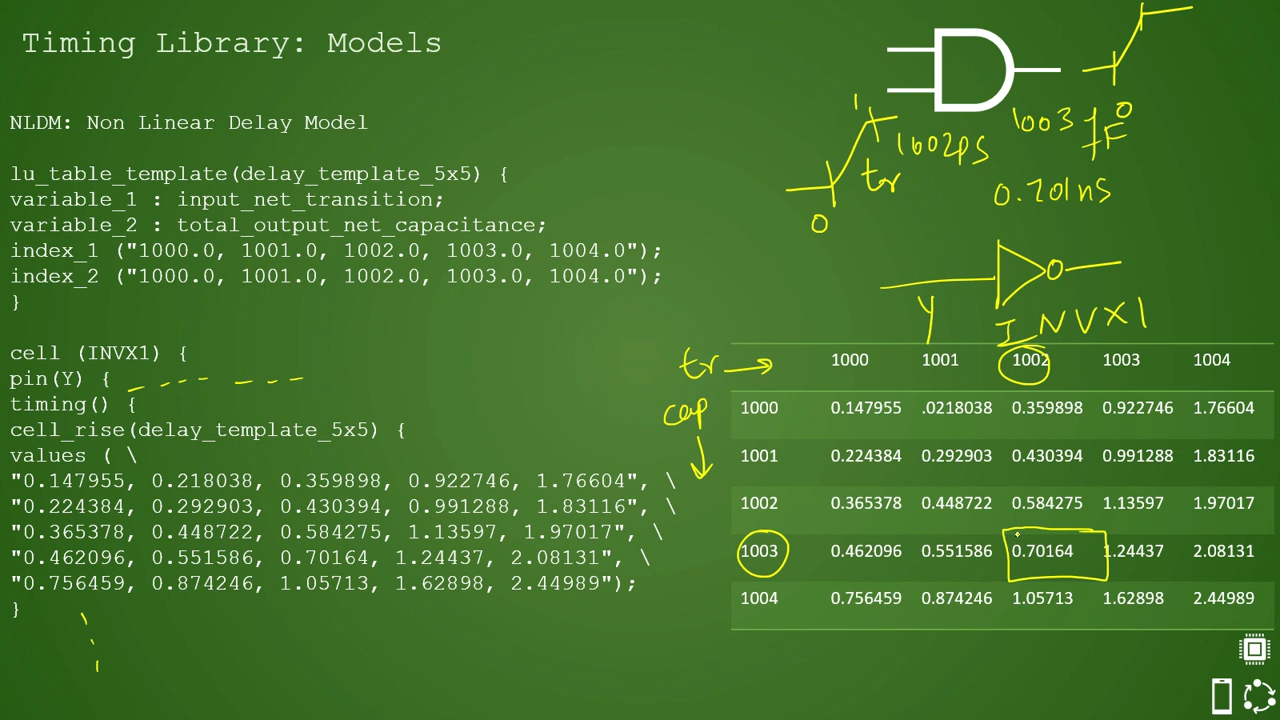 Timing Library: Models
NLDM: Non Linear Delay Model
lu_table_template(delay_template_5x5) {
variable_1 : input_net_transition;
variable_2 : total_output_net_capacitance;
index_1 ("1000.0, 1001.0, 1002.0, 1003.0, 1004.0");
index_2 ("1000.0, 1001.0, 1002.0, 1003.0, 1004.0");
}
cell (INVX1) {
pin(Y) {
timing() {
cell_rise(delay_template_5x5) {
values ( \
"0.147955, 0.218038, 0.359898, 0.922746, 1.76604", \
"0.224384, 0.292903, 0.430394, 0.991288, 1.83116", \
"0.365378, 0.448722, 0.584275, 1.13597, 1.97017", \
"0.462096, 0.551586, 0.70164, 1.24437, 2.08131", \
"0.756459, 0.874246, 1.05713, 1.62898, 2.44989");
}
1
0
tr
1002ps
1003 fF
0
0.701ns
Y
INVX1
tr
cap
1000 1001 1002 1003 1004
1000 0.147955 .0218038 0.359898 0.922746 1.76604
1001 0.224384 0.292903 0.430394 0.991288 1.83116
1002 0.365378 0.448722 0.584275 1.13597 1.97017
1003 0.462096 0.551586 0.70164 1.24437 2.08131
1004 0.756459 0.874246 1.05713 1.62898 2.44989